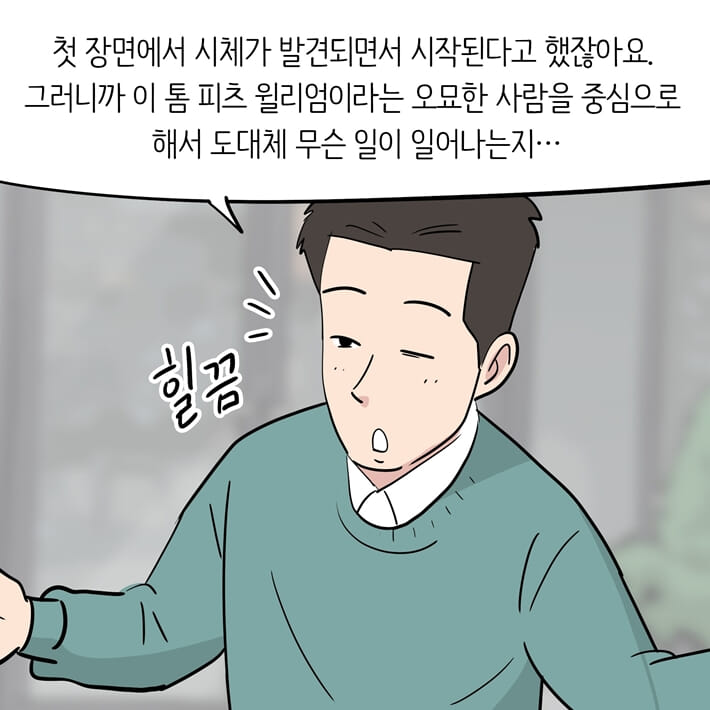 첫 장면에서 시체가 발견되면서 시작된다고 했잖아요.
그러니까 이 톰 피츠 윌리엄이라는 오묘한 사람을 중심으로
해서 도대체 무슨 일이 일어나는지…
힐끔